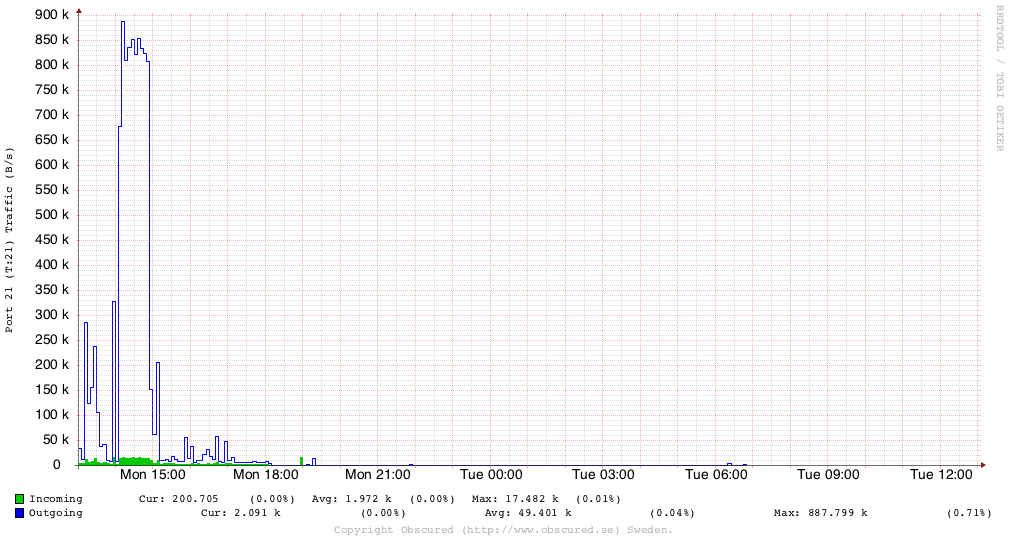 900 k
850 k
800 k
750 k
700 k
650 k
600 k
550 k
500 k
450 k
400 k
350 k
300 k
250 k
200 k
150 k
100 k
50 k
0
Port 21 (T:21) Traffic (B/s)
RRDTOOL / TOBI OETIKER
Mon 15:00 Mon 18:00 Mon 21:00 Tue 00:00 Tue 03:00 Tue 06:00 Tue 09:00 Tue 12:00
Incoming Cur: 200.705 (0.00%) Avg: 1.972 k (0.00%) Max: 17.482 k (0.01%)
Outgoing Cur: 2.091 k (0.00%) Avg: 49.401 k (0.04%) Max: 887.799 k (0.71%)
Copyright Obscured (http://www.obscured.se) Sweden.